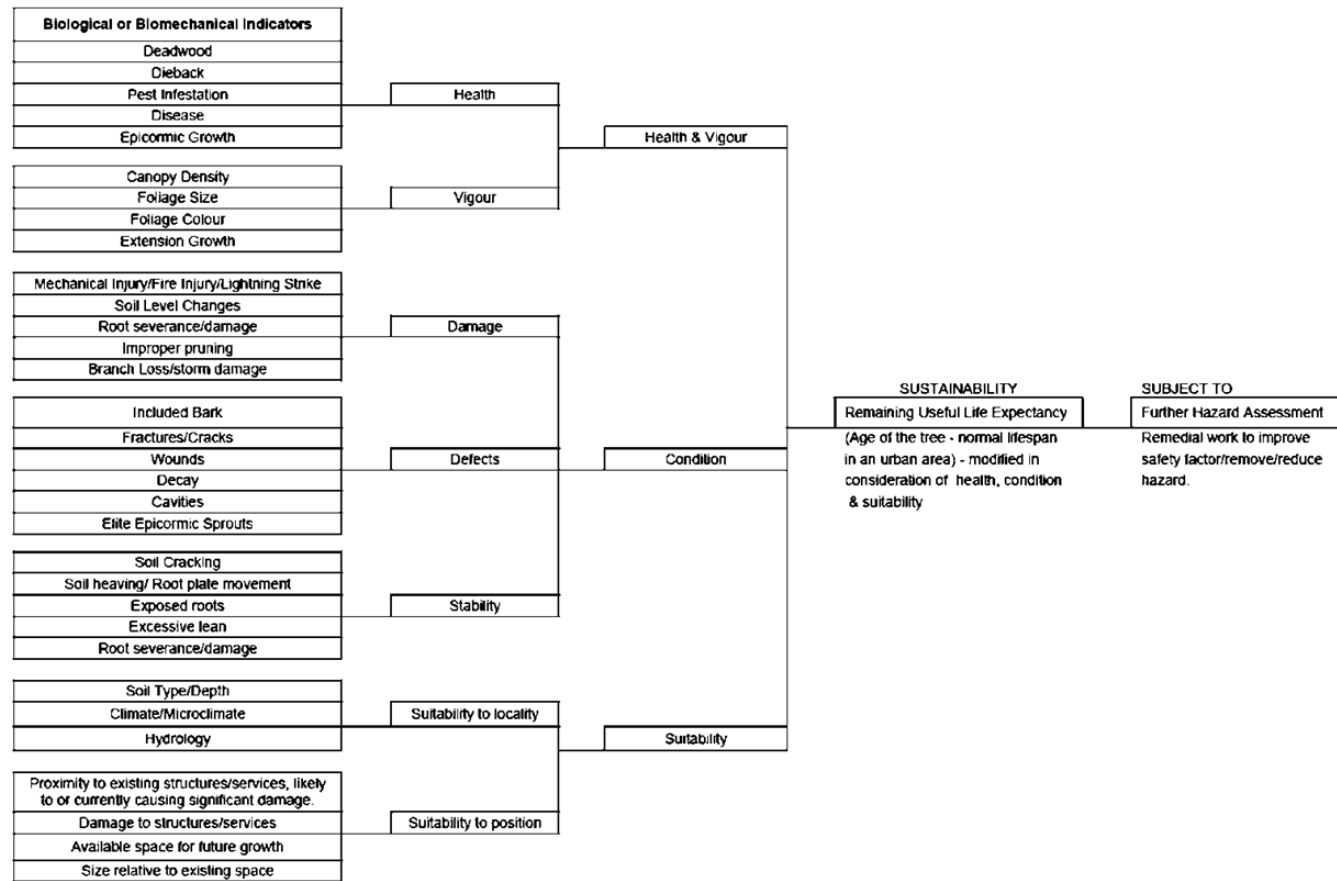 Biological or Biomechanical Indicators
Deadwood
Dieback
Pest Infestation
Disease
Epicormic Growth
Health
Health & Vigour
Canopy Density
Foliage Size
Foliage Colour
Extension Growth
Vigour
Mechanical Injury/Fire Injury/Lightning Strike
Soil Level Changes
Root severance/damage
Improper pruning
Branch Loss/storm damage
Damage
Included Bark
Fractures/Cracks
Wounds
Decay
Cavities
Elite Epicormic Sprouts
Defects
Condition
Soil Cracking
Soil heaving/ Root plate movement
Exposed roots
Excessive lean
Root severance/damage
Stability
Soil Type/Depth
Climate/Microclimate
Hydrology
Suitability to locality
Suitability
Proximity to existing structures/services, likely
to or currently causing significant damage.
Damage to structures/services
Available space for future growth
Size relative to existing space
Suitability to position
SUSTAINABILITY
Remaining Useful Life Expectancy
(Age of the tree - normal lifespan
in an urban area) - modified in
consideration of health, condition
& suitability
SUBJECT TO
Further Hazard Assessment
Remedial work to improve
safety factor/remove/reduce
hazard.